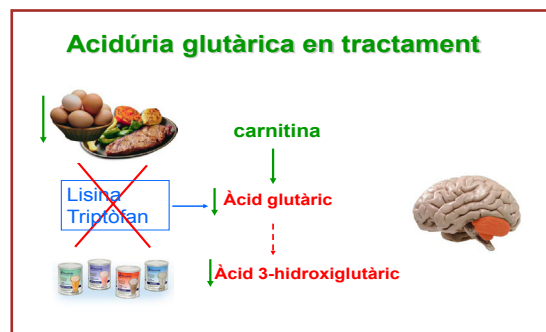 Acidúria glutàrica en tractament
carnitina
Lisina
Triptòfan
Àcid glutàric
Àcid 3-hidroxiglutàric